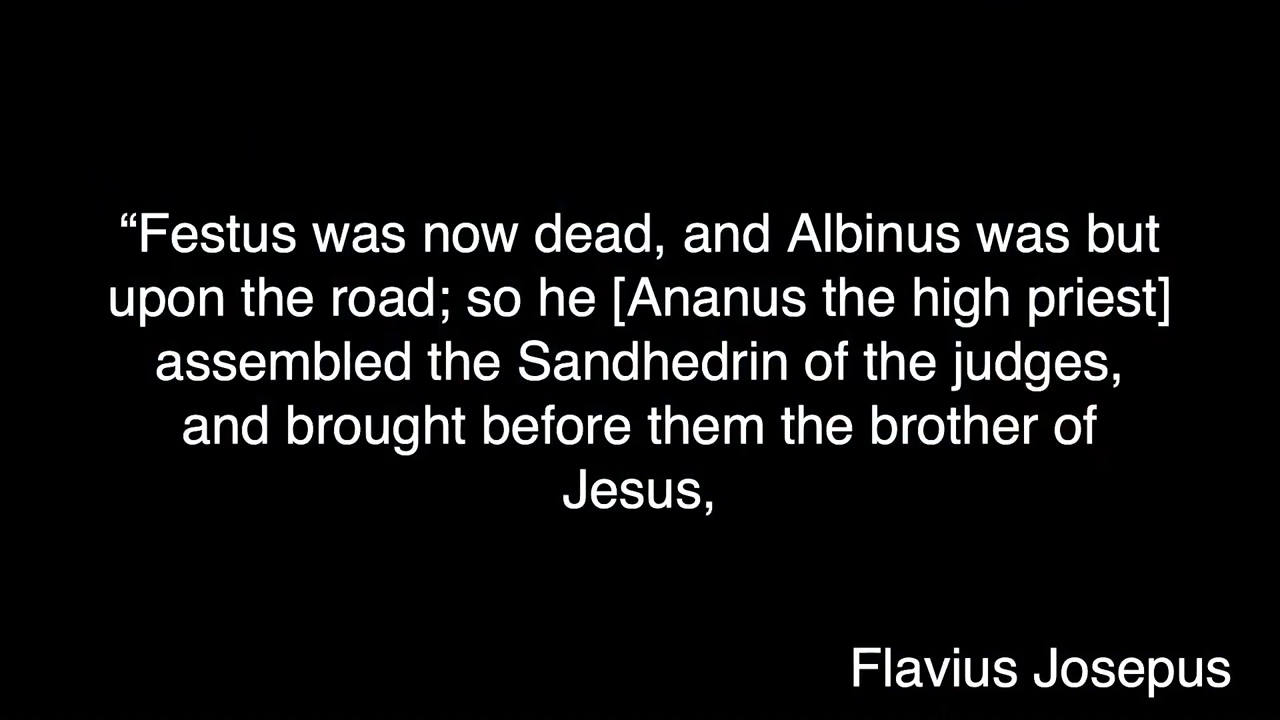 “Festus was now dead, and Albinus was but
upon the road; so he [Ananus the high priest]
assembled the Sandhedrin of the judges,
and brought before them the brother of
Jesus,
Flavius Josepus